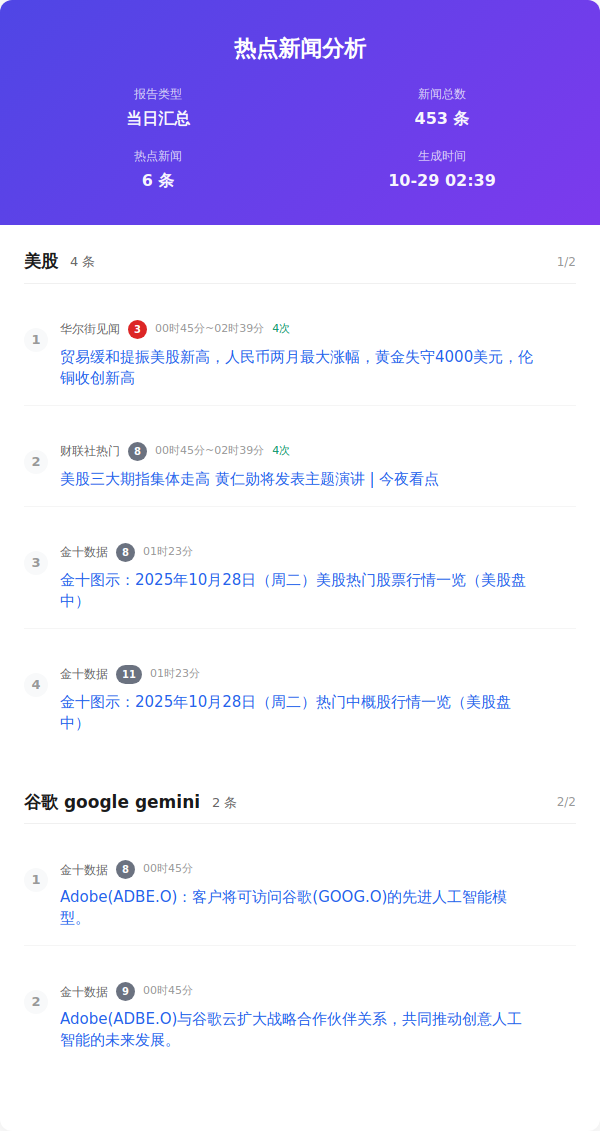 热点新闻分析
报告类型
新闻总数
当日汇总
453 条
热点新闻
生成时间
6 条
10-29 02:39
美股 4 条 1/2
1 华尔街见闻 3 00时45分~02时39分 4次
贸易缓和提振美股新高，人民币两月最大涨幅，黄金失守4000美元，伦
铜收创新高
2 财联社热门 8 00时45分~02时39分 4次
美股三大期指集体走高 黄仁勋将发表主题演讲 | 今夜看点
3 金十数据 8 01时23分
金十图示：2025年10月28日（周二）美股热门股票行情一览（美股盘
中）
4 金十数据 11 01时23分
金十图示：2025年10月28日（周二）热门中概股行情一览（美股盘
中）
谷歌 google gemini 2 条 2/2
1 金十数据 8 00时45分
Adobe(ADBE.O)：客户将可访问谷歌(GOOG.O)的先进人工智能模
型。
2 金十数据 9 00时45分
Adobe(ADBE.O)与谷歌云扩大战略合作伙伴关系，共同推动创意人工
智能的未来发展。